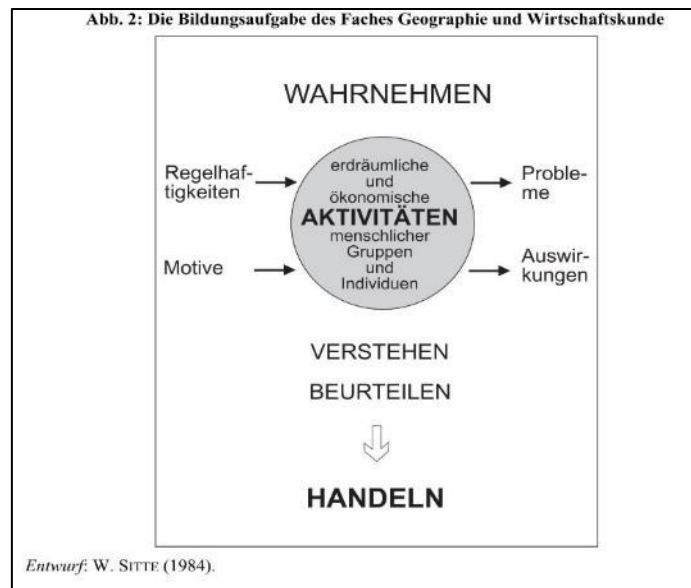 Abb. 2: Die Bildungsaufgabe des Faches Geographie und Wirtschaftskunde
WAHRNEHMEN
Regelhaf-
tigkeiten
Motive
erdräumliche
und
ökonomische
AKTIVITÄTEN
menschlicher
Gruppen
und
Individuen
Proble-
me
Auswir-
kungen
VERSTEHEN
BEURTEILEN
HANDELN
Entwurf: W. SITTE (1984).